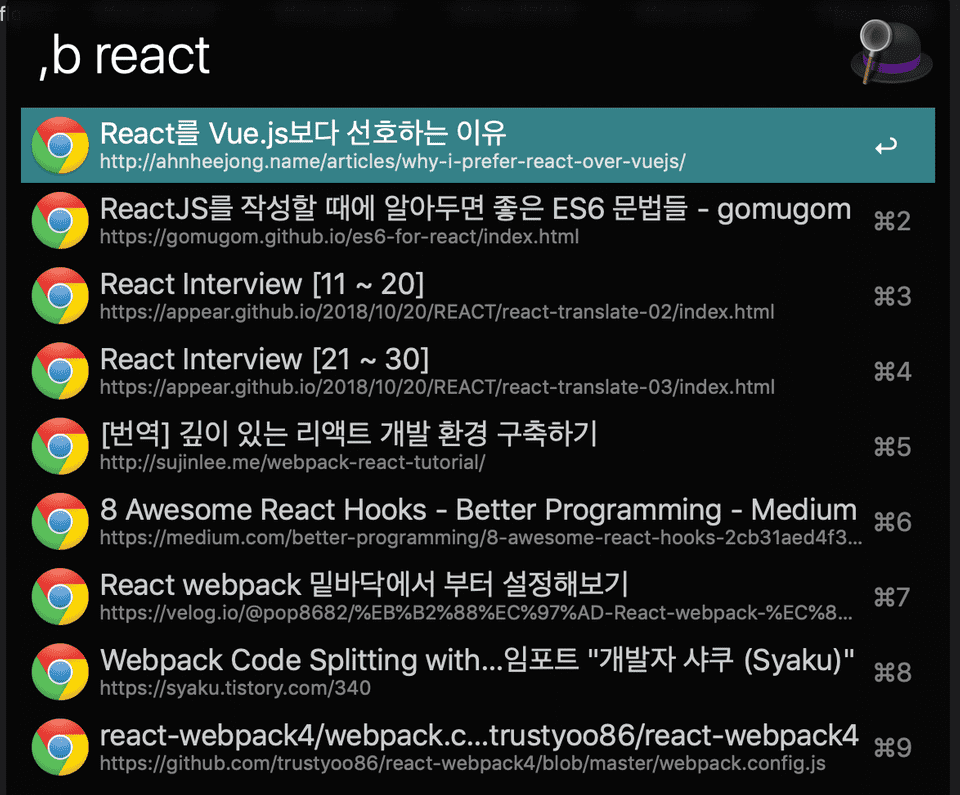 ,b react
React를 Vue.js보다 선호하는 이유
http://ahnheejong.name/articles/why-i-prefer-react-over-vuejs/
ReactJS를 작성할 때에 알아두면 좋은 ES6 문법들 - gomugom
https://gomugom.github.io/es6-for-react/index.html
⌘2
React Interview [11 ~ 20]
https://appear.github.io/2018/10/20/REACT/react-translate-02/index.html
⌘3
React Interview [21 ~ 30]
https://appear.github.io/2018/10/20/REACT/react-translate-03/index.html
⌘4
[번역] 깊이 있는 리액트 개발 환경 구축하기
http://sujinlee.me/webpack-react-tutorial/
⌘5
8 Awesome React Hooks - Better Programming - Medium
https://medium.com/better-programming/8-awesome-react-hooks-2cb31aed4f3...
⌘6
React webpack 밑바닥에서 부터 설정해보기
https://velog.io/@pop8682/%EB%B2%88%EC%97%AD-React-webpack-%EC%8...
⌘7
Webpack Code Splitting with...임포트 "개발자 샤쿠 (Syaku)"
https://syaku.tistory.com/340
⌘8
react-webpack4/webpack.c...trustyoo86/react-webpack4
https://github.com/trustyoo86/react-webpack4/blob/master/webpack.config.js
⌘9